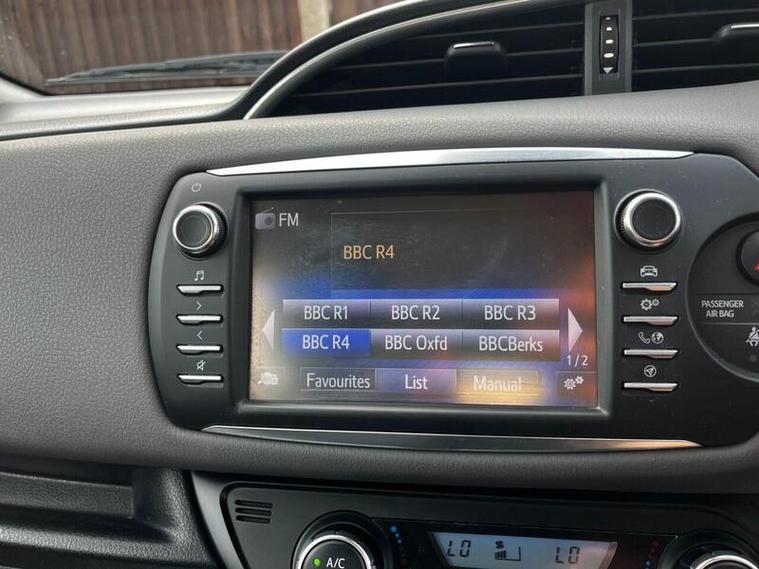 FM
BBC R4
BBC R1 BBC R2 BBC R3
BBC R4 BBC Oxfd BBCBerks
1/2
Favourites List Manual
PASSENGER
AIR BAG
LO LO
A/C